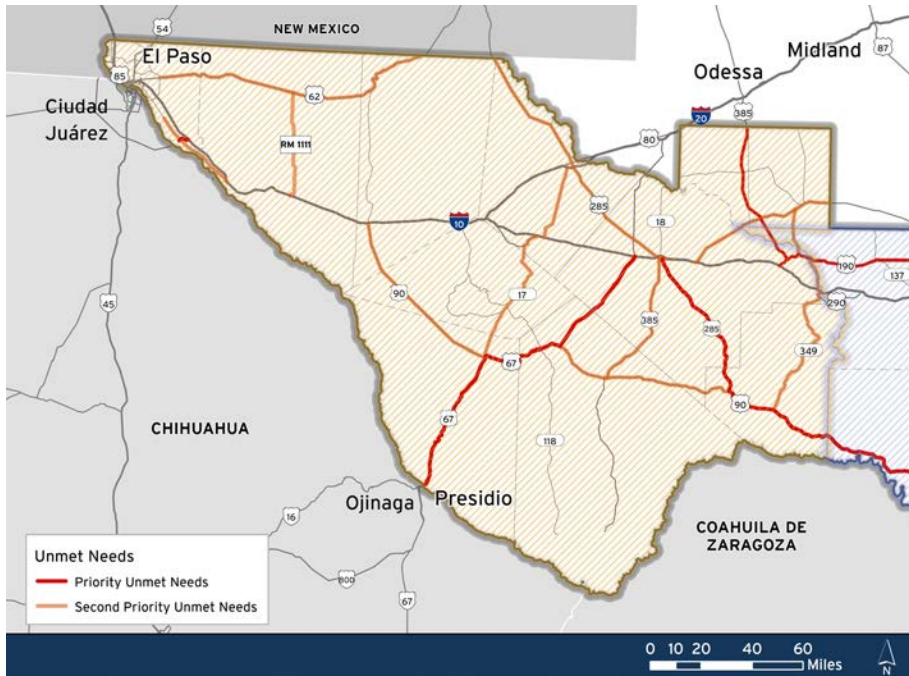 54
NEW MEXICO
El Paso
85
Midland
87
Odessa
62
Ciudad
Juárez
20
385
80
RM 1111
285
18
10
190
137
45
90
17
290
385
285
349
67
90
67
CHIHUAHUA
118
Ojinaga
Presidio
16
COAHUILA DE
ZARAGOZA
Unmet Needs
Priority Unmet Needs
Second Priority Unmet Needs
67
0 10 20 40 60
Miles
N